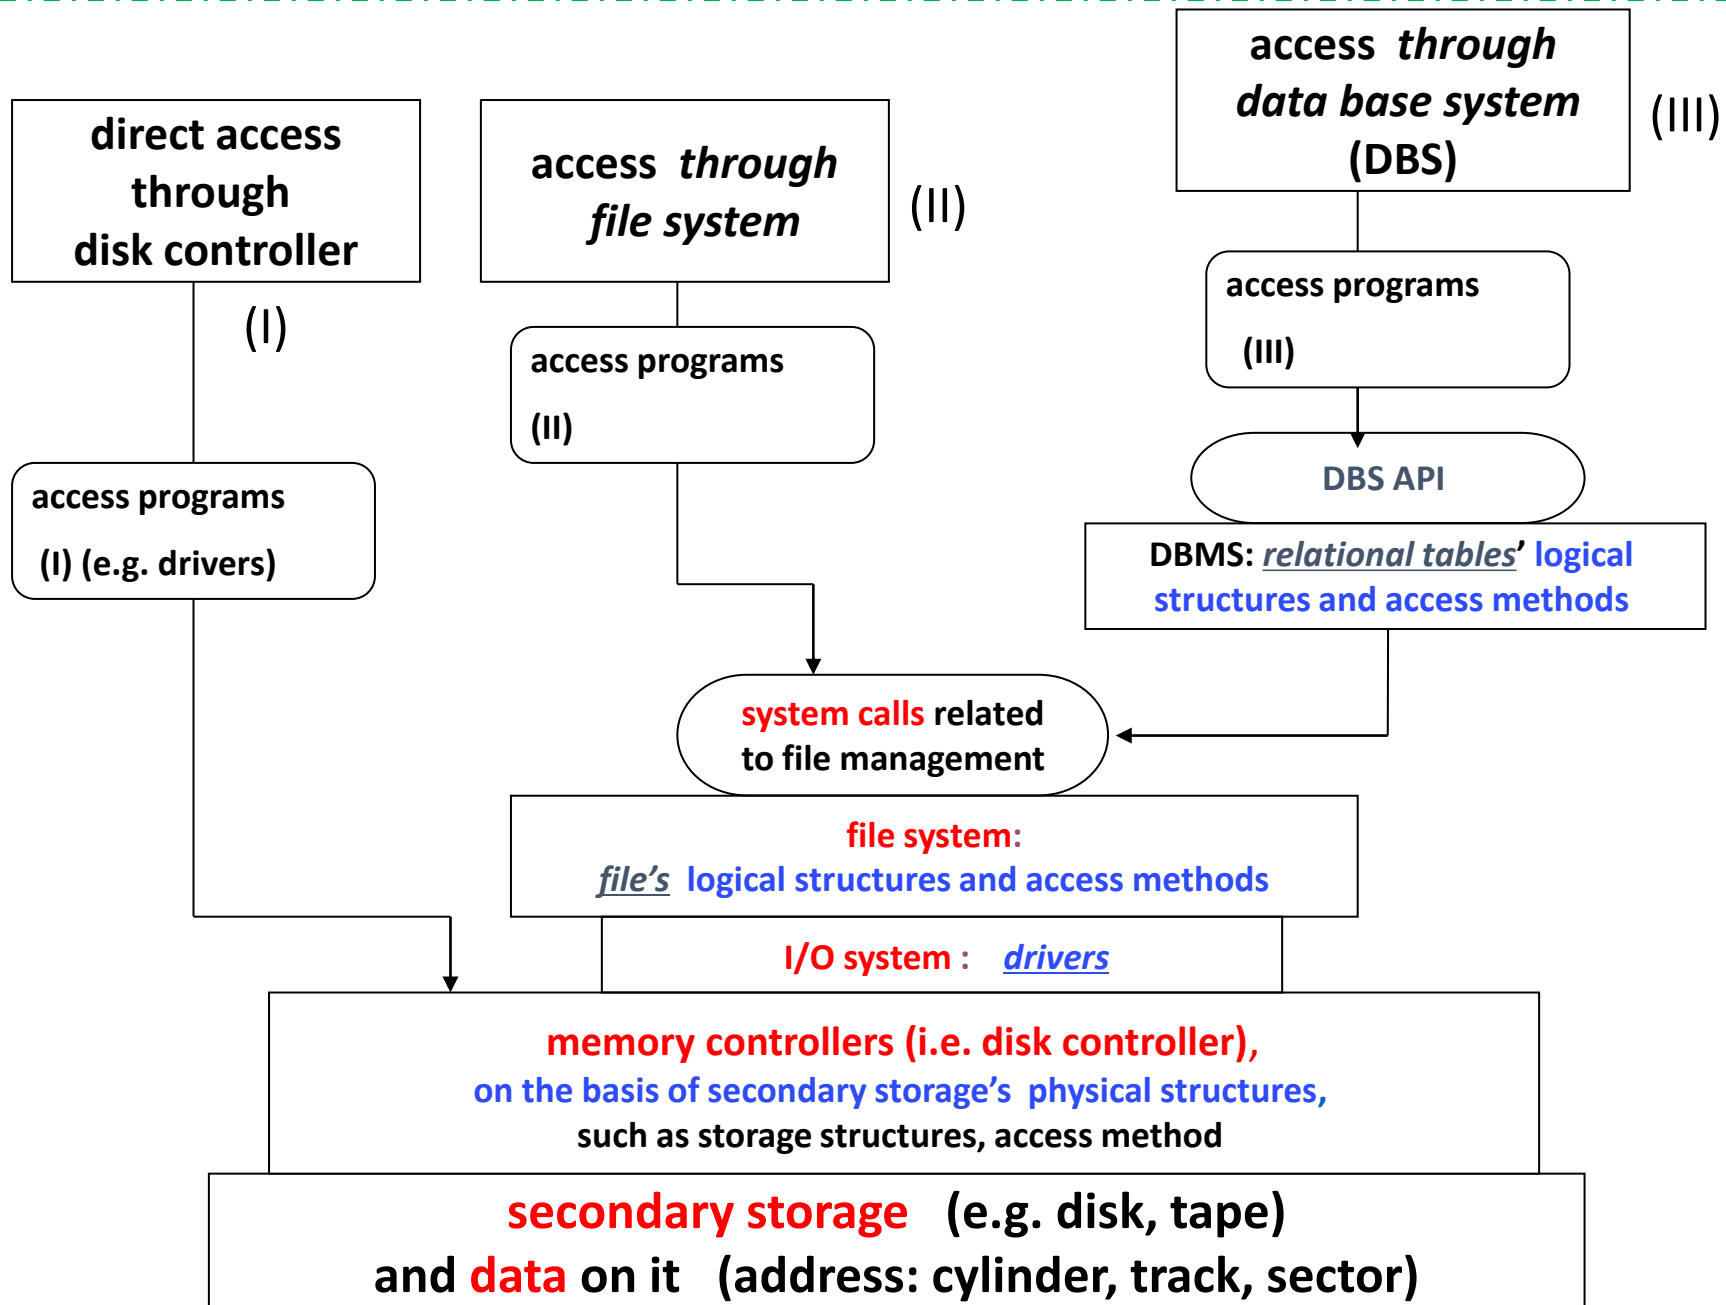 direct access
through
disk controller
(I)
access programs
(I) (e.g. drivers)
access through
file system
(II)
access programs
(II)
access through
data base system
(DBS)
(III)
access programs
(III)
DBS API
DBMS: relational tables’ logical
structures and access methods
system calls related
to file management
file system:
file's logical structures and access methods
I/O system : drivers
memory controllers (i.e. disk controller),
on the basis of secondary storage’s physical structures,
such as storage structures, access method
secondary storage (e.g. disk, tape)
and data on it (address: cylinder, track, sector)